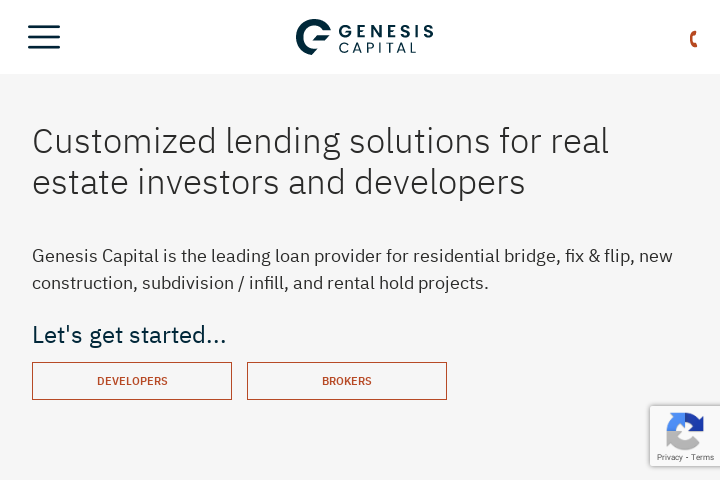 GENESIS
CAPITAL
Customized lending solutions for real
estate investors and developers
Genesis Capital is the leading loan provider for residential bridge, fix & flip, new
construction, subdivision / infill, and rental hold projects.
Let's get started...
DEVELOPERS BROKERS
Privacy - Terms